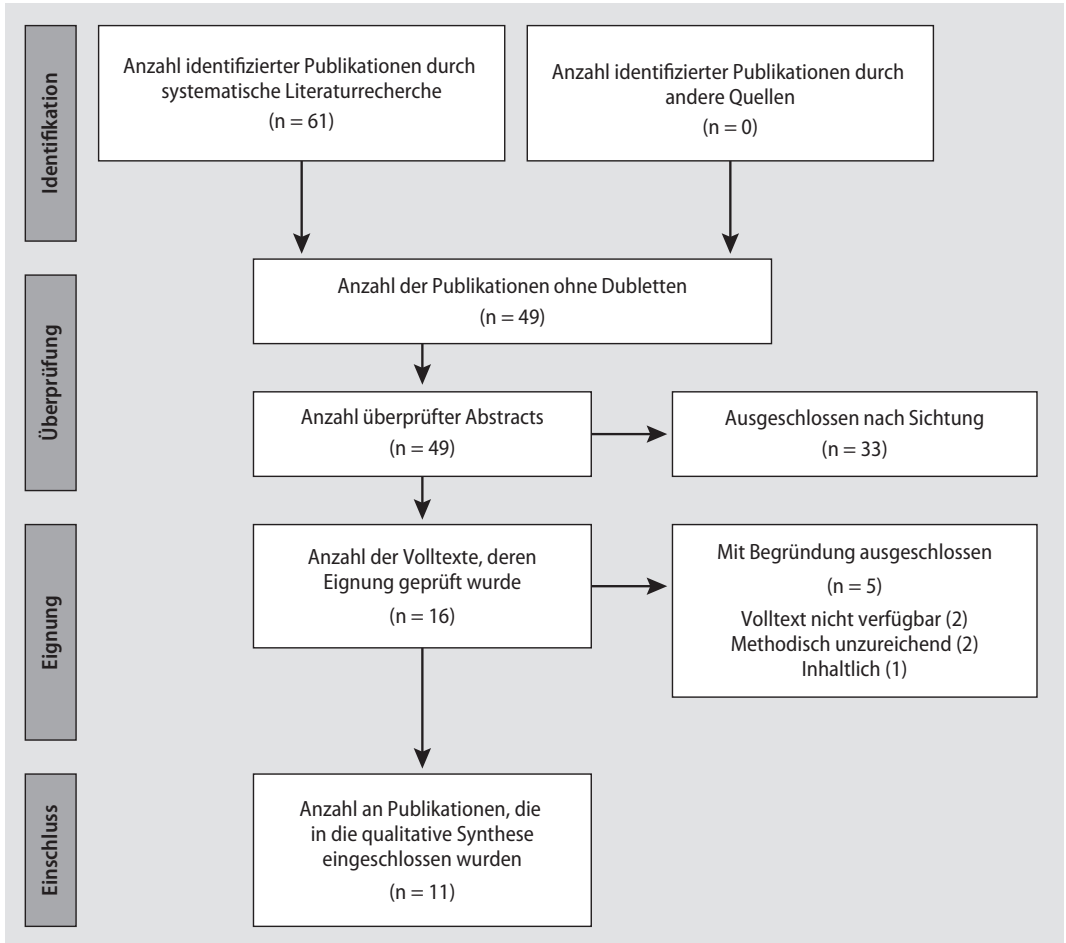 Identifikation
Anzahl identifizierter Publikationen durch
systematische Literaturrecherche
(n = 61)
Anzahl identifizierter Publikationen durch
andere Quellen
(n = 0)
Überprüfung
Anzahl der Publikationen ohne Dubletten
(n = 49)
Anzahl überprüfter Abstracts
(n = 49)
Ausgeschlossen nach Sichtung
(n = 33)
Eignung
Anzahl der Volltexte, deren
Eignung geprüft wurde
(n = 16)
Mit Begründung ausgeschlossen
(n = 5)
Volltext nicht verfügbar (2)
Methodisch unzureichend (2)
Inhaltlich (1)
Einschluss
Anzahl an Publikationen, die
in die qualitative Synthese
eingeschlossen wurden
(n = 11)